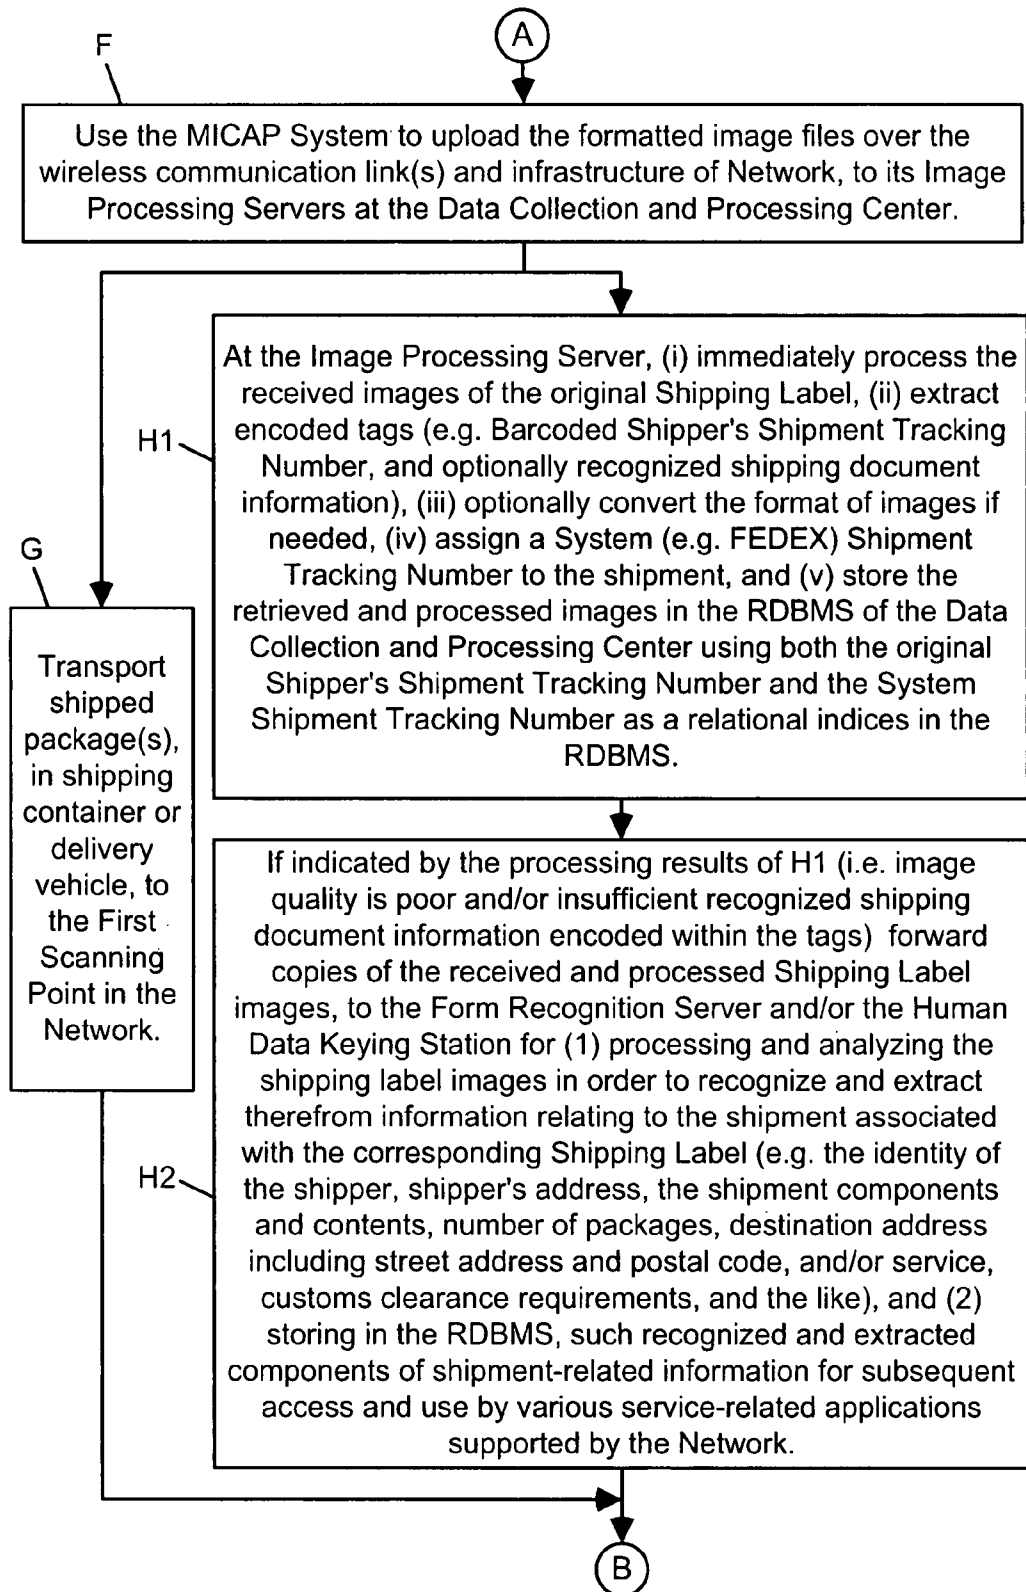 A
F
Use the MICAP System to upload the formatted image files over the
wireless communication link(s) and infrastructure of Network, to its Image
Processing Servers at the Data Collection and Processing Center.
H1
At the Image Processing Server, (i) immediately process the
received images of the original Shipping Label, (ii) extract
encoded tags (e.g. Barcoded Shipper's Shipment Tracking
Number, and optionally recognized shipping document
information), (iii) optionally convert the format of images if
needed, (iv) assign a System (e.g. FEDEX) Shipment
Tracking Number to the shipment, and (v) store the
retrieved and processed images in the RDBMS of the Data
Collection and Processing Center using both the original
Shipper's Shipment Tracking Number and the System
Shipment Tracking Number as a relational indices in the
RDBMS.
G
Transport
shipped
package(s),
in shipping
container or
delivery
vehicle, to
the First
Scanning
Point in the
Network.
H2
If indicated by the processing results of H1 (i.e. image
quality is poor and/or insufficient recognized shipping
document information encoded within the tags) forward
copies of the received and processed Shipping Label
images, to the Form Recognition Server and/or the Human
Data Keying Station for (1) processing and analyzing the
shipping label images in order to recognize and extract
therefrom information relating to the shipment associated
with the corresponding Shipping Label (e.g. the identity of
the shipper, shipper's address, the shipment components
and contents, number of packages, destination address
including street address and postal code, and/or service,
customs clearance requirements, and the like), and (2)
storing in the RDBMS, such recognized and extracted
components of shipment-related information for subsequent
access and use by various service-related applications
supported by the Network.
B